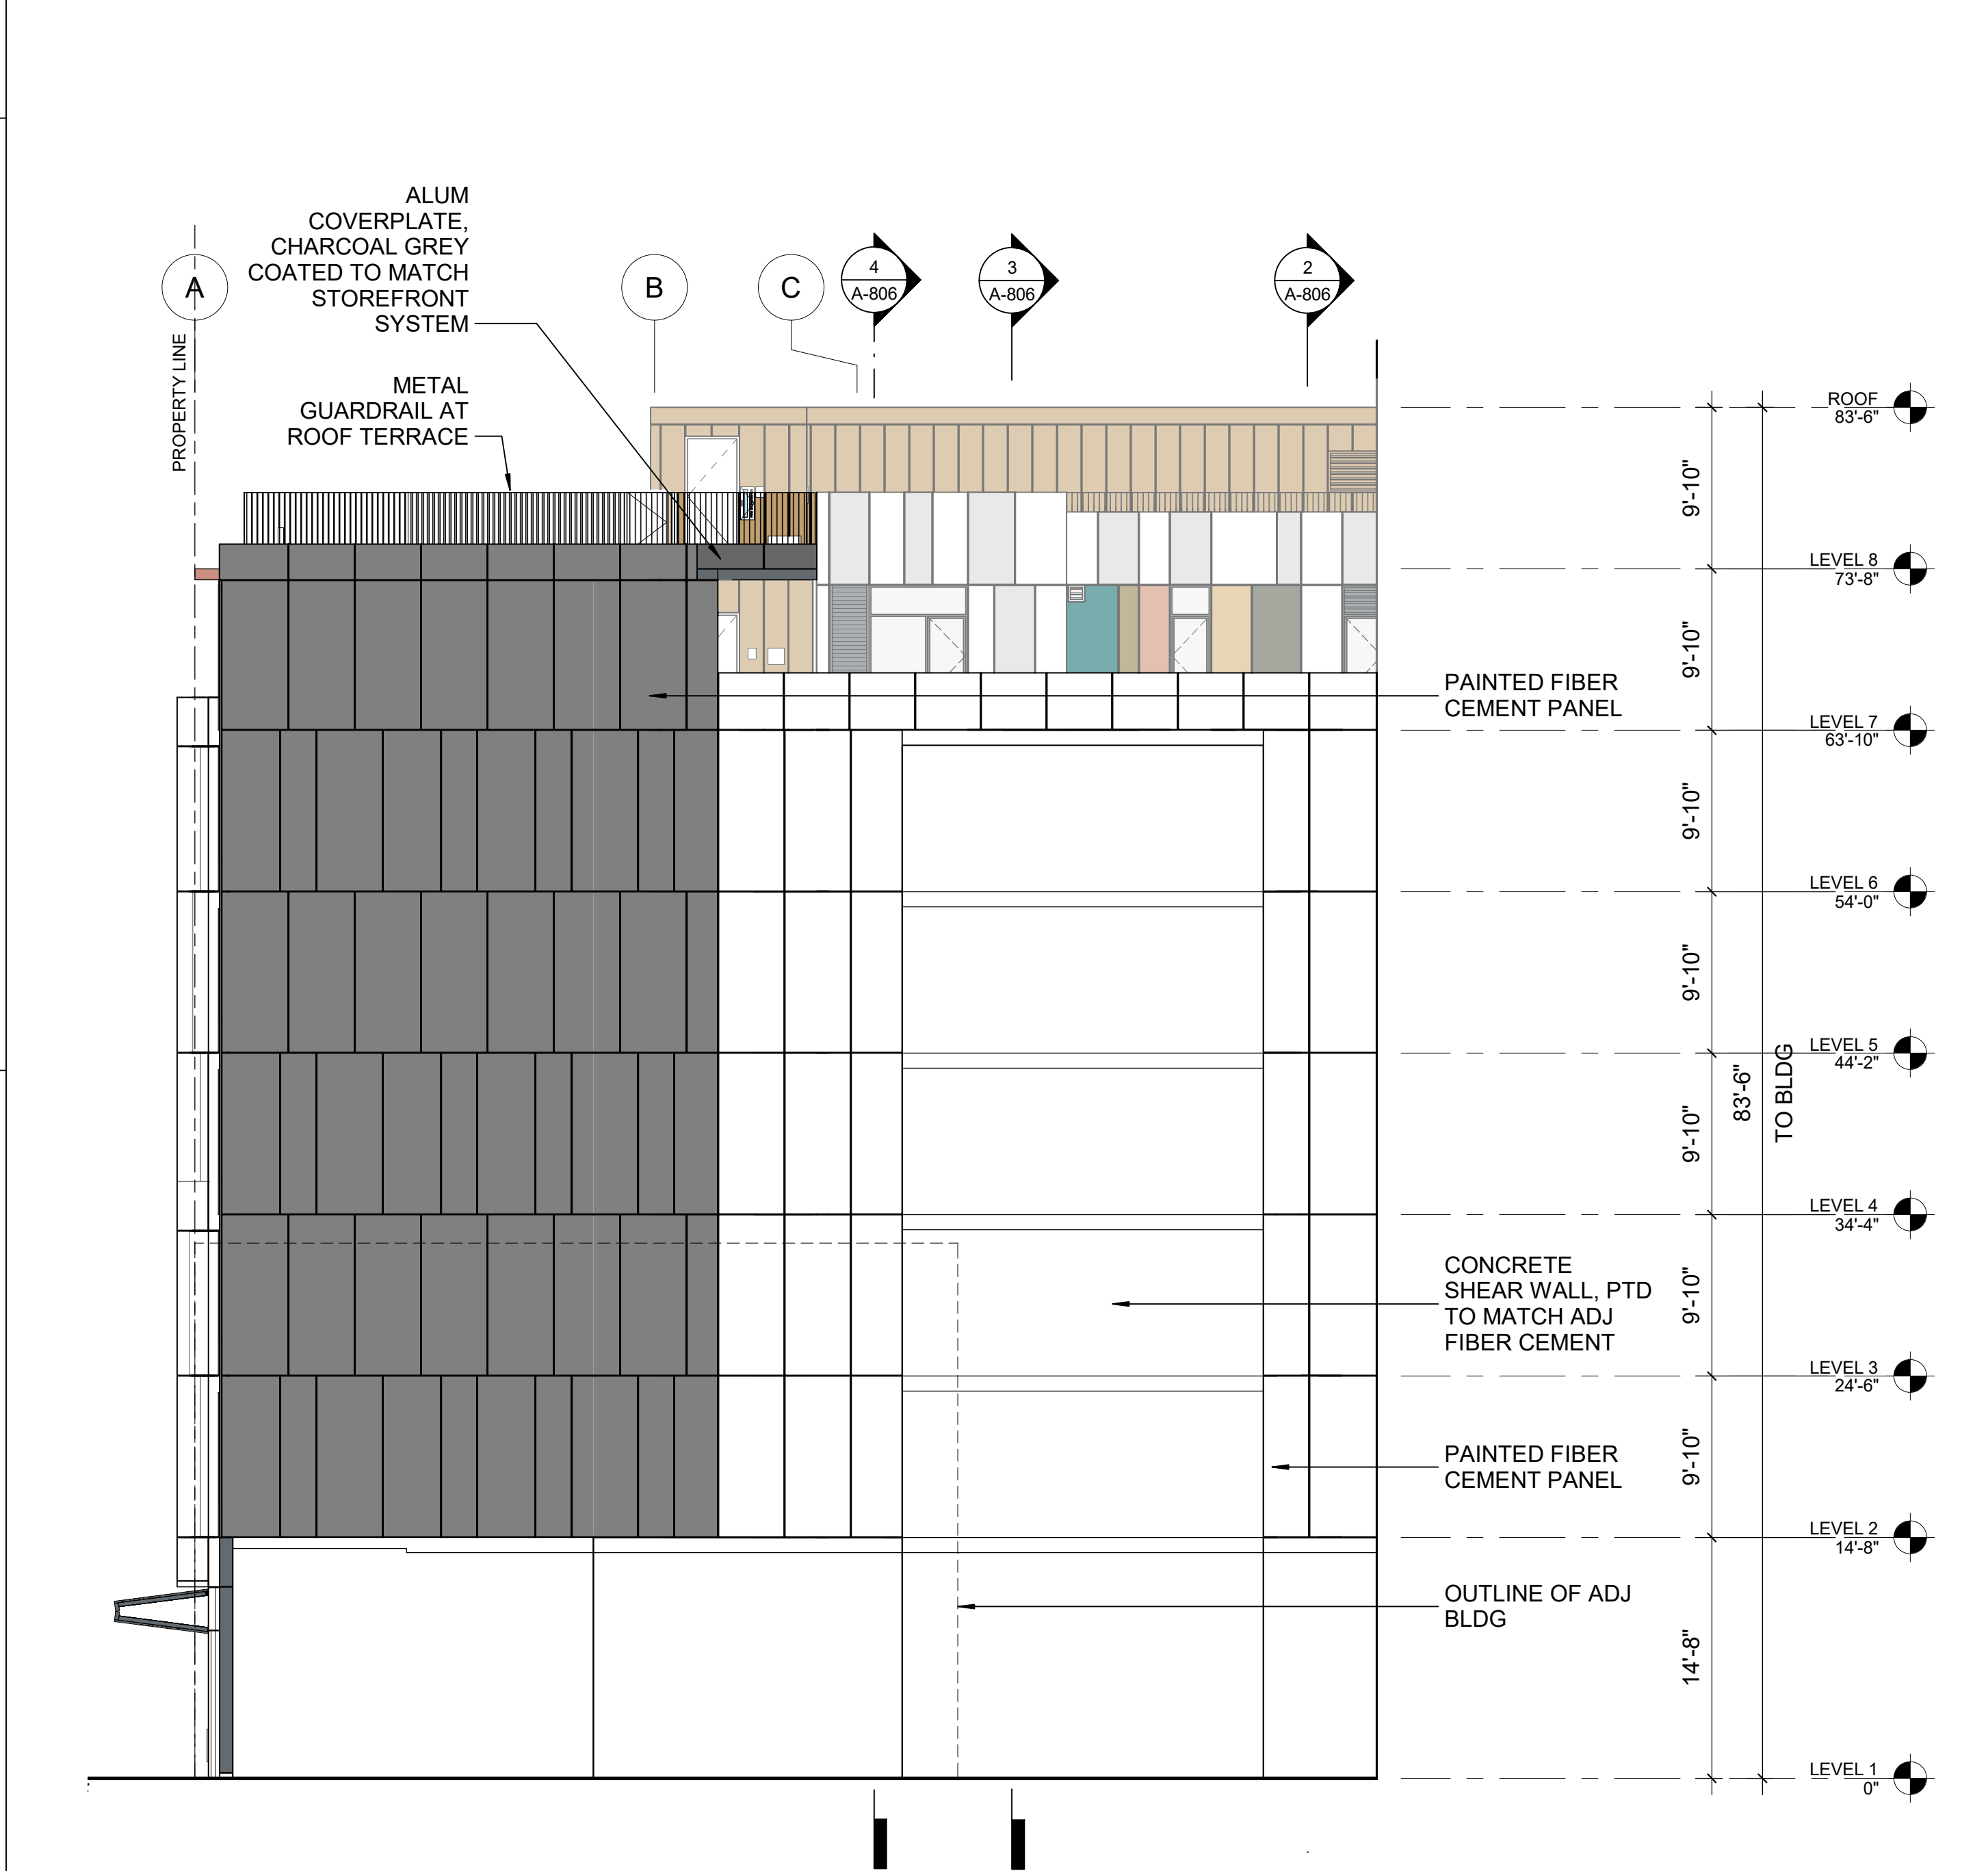 ALUM
COVERPLATE,
CHARCOAL GREY
COATED TO MATCH
STOREFRONT
SYSTEM
METAL
GUARDRAIL AT
ROOF TERRACE
PROPERTY LINE
A
B
C
4
A-806
3
A-806
2
A-806
ROOF
83'-6"
9'-10"
LEVEL 8
73'-8"
9'-10"
PAINTED FIBER
CEMENT PANEL
LEVEL 7
63'-10"
9'-10"
LEVEL 6
54'-0"
9'-10"
LEVEL 5
44'-2"
83'-6"
TO BLDG
9'-10"
LEVEL 4
34'-4"
CONCRETE
SHEAR WALL, PTD
TO MATCH ADJ
FIBER CEMENT
9'-10"
LEVEL 3
24'-6"
PAINTED FIBER
CEMENT PANEL
9'-10"
LEVEL 2
14'-8"
OUTLINE OF ADJ
BLDG
14'-8"
LEVEL 1
0"